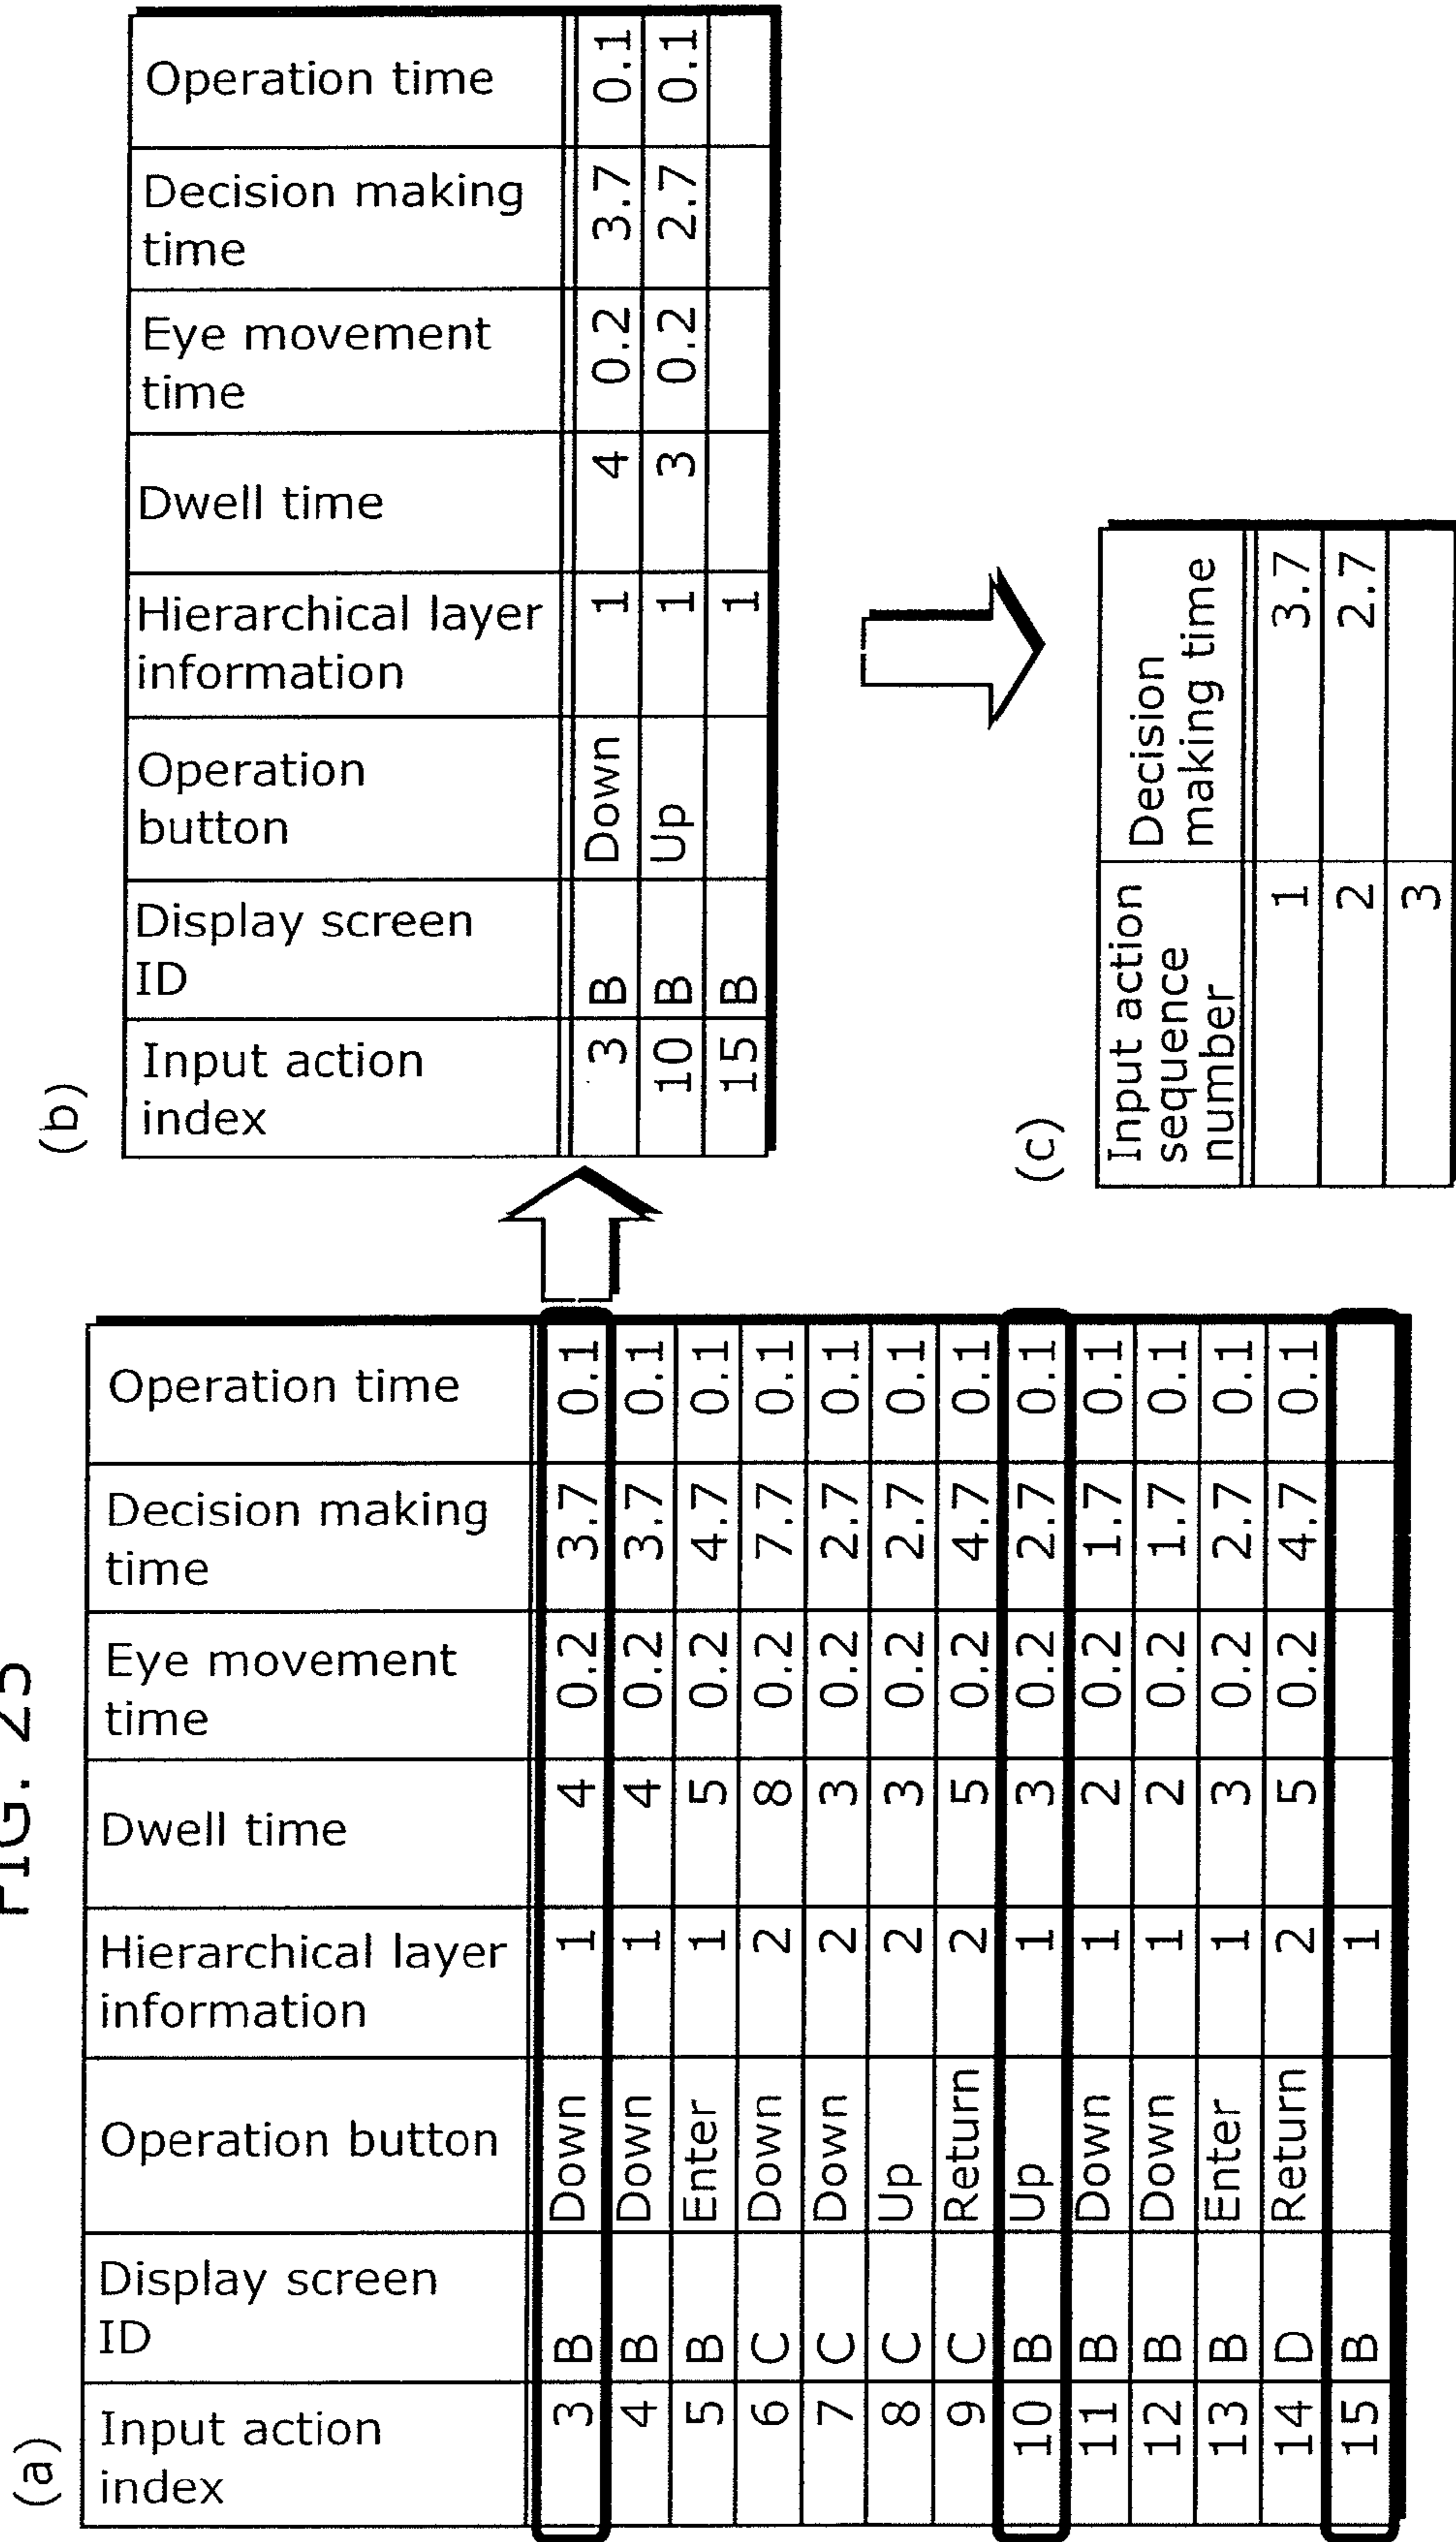 FIG. 25
(a)
Input action index | Display screen ID | Operation button | Hierarchical layer information | Dwell time | Eye movement time | Decision making time | Operation time
3 | B | Down | 1 | 4 | 0.2 | 3.7 | 0.1
4 | B | Down | 1 | 4 | 0.2 | 3.7 | 0.1
5 | B | Enter | 1 | 5 | 0.2 | 4.7 | 0.1
6 | C | Down | 2 | 8 | 0.2 | 7.7 | 0.1
7 | C | Down | 2 | 3 | 0.2 | 2.7 | 0.1
8 | C | Up | 2 | 3 | 0.2 | 2.7 | 0.1
9 | C | Return | 2 | 5 | 0.2 | 4.7 | 0.1
10 | B | Up | 1 | 3 | 0.2 | 2.7 | 0.1
11 | B | Down | 1 | 2 | 0.2 | 1.7 | 0.1
12 | B | Down | 1 | 2 | 0.2 | 1.7 | 0.1
13 | B | Enter | 1 | 3 | 0.2 | 2.7 | 0.1
14 | D | Return | 2 | 5 | 0.2 | 4.7 | 0.1
15 | B | | 1 | | | |
(b)
Input action index | Display screen ID | Operation button | Hierarchical layer information | Dwell time | Eye movement time | Decision making time | Operation time
3 | B | Down | 1 | 4 | 0.2 | 3.7 | 0.1
10 | B | Up | 1 | 3 | 0.2 | 2.7 | 0.1
15 | B | | 1 | | | |
(c)
Input action sequence number | Decision making time
1 | 3.7
2 | 2.7
3 |